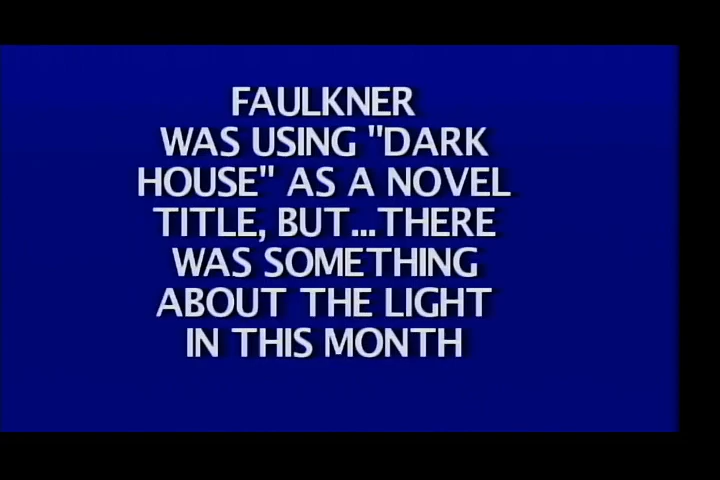 FAULKNER
WAS USING "DARK
HOUSE" AS A NOVEL
TITLE, BUT...THERE
WAS SOMETHING
ABOUT THE LIGHT
IN THIS MONTH